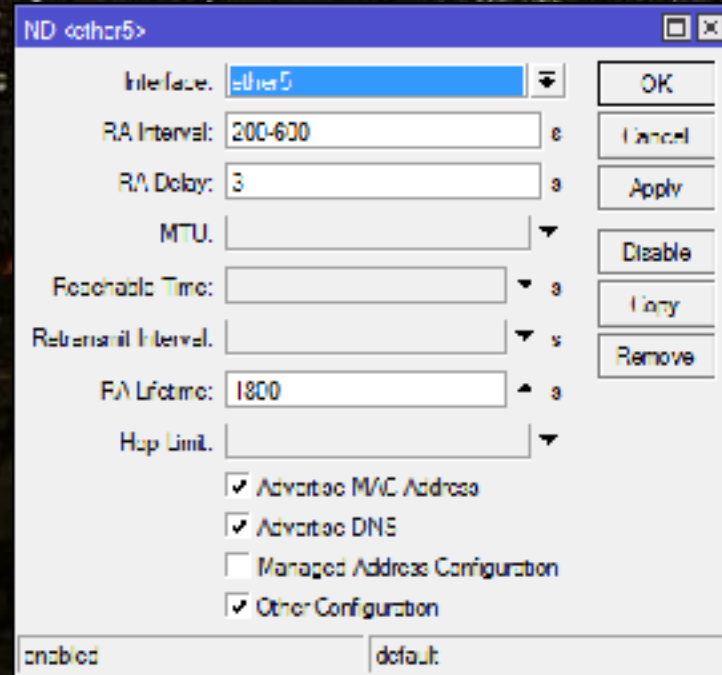 ND <ether5>
Interface: ether5
OK
RA Interval: 200-600 s
Cancel
RA Delay: 3 s
Apply
MTU:
Disable
Reachable Time: s
Copy
Retransmit Interval: s
Remove
RA Lifetime: 1800 s
Hop Limit:
Advertise MAC Address
Advertise DNS
Managed Address Configuration
Other Configuration
enabled
default